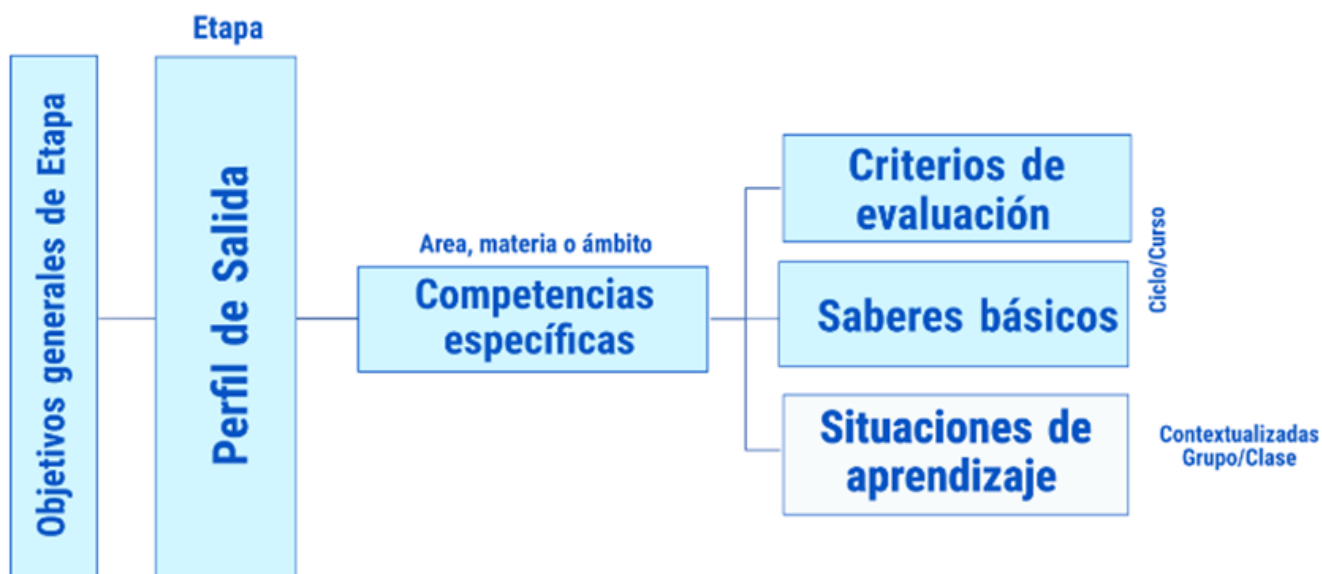 Objetivos generales de Etapa
Etapa
Perfil de Salida
Area, materia o ámbito
Competencias
específicas
Criterios de
evaluación
Saberes básicos
Ciclo/Curso
Situaciones de
aprendizaje
Contextualizadas
Grupo/Clase